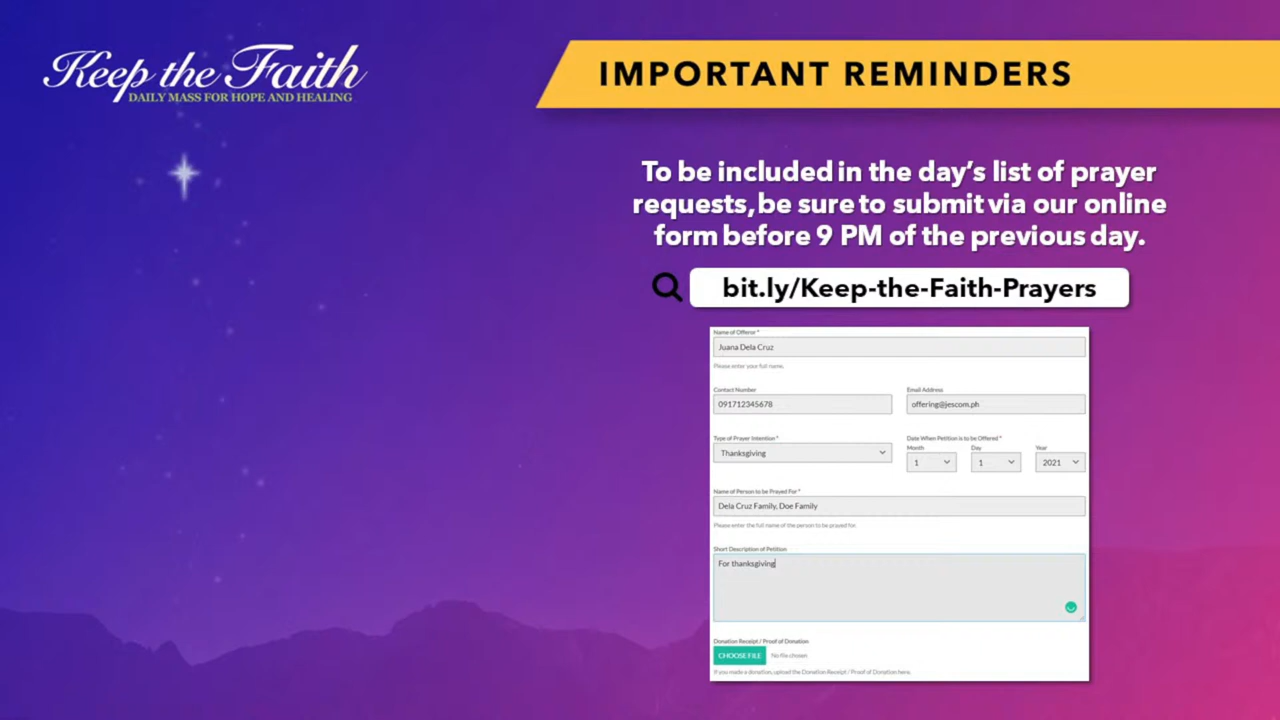 Keep the Faith
DAILY MASS FOR HOPE AND HEALING
IMPORTANT REMINDERS
To be included in the day's list of prayer
requests, be sure to submit via our online
form before 9 PM of the previous day.
bit.ly/Keep-the-Faith-Prayers
Name of Offeror *
Juana Dela Cruz
Please enter your full name.
Contact Number
Email Address
091712345678
offering@jescom.ph
Type of Prayer Intention *
Date When Petition is to be Offered *
Month
Day
Year
Thanksgiving
1
1
2021
Name of Person to be Prayed For *
Dela Cruz Family, Doe Family
Please enter the full name of the person to be prayed for.
Short Description of Petition
For thanksgiving
Donation Receipt / Proof of Donation
CHOOSE FILE
No file chosen
If you made a donation, upload the Donation Receipt / Proof of Donation here.